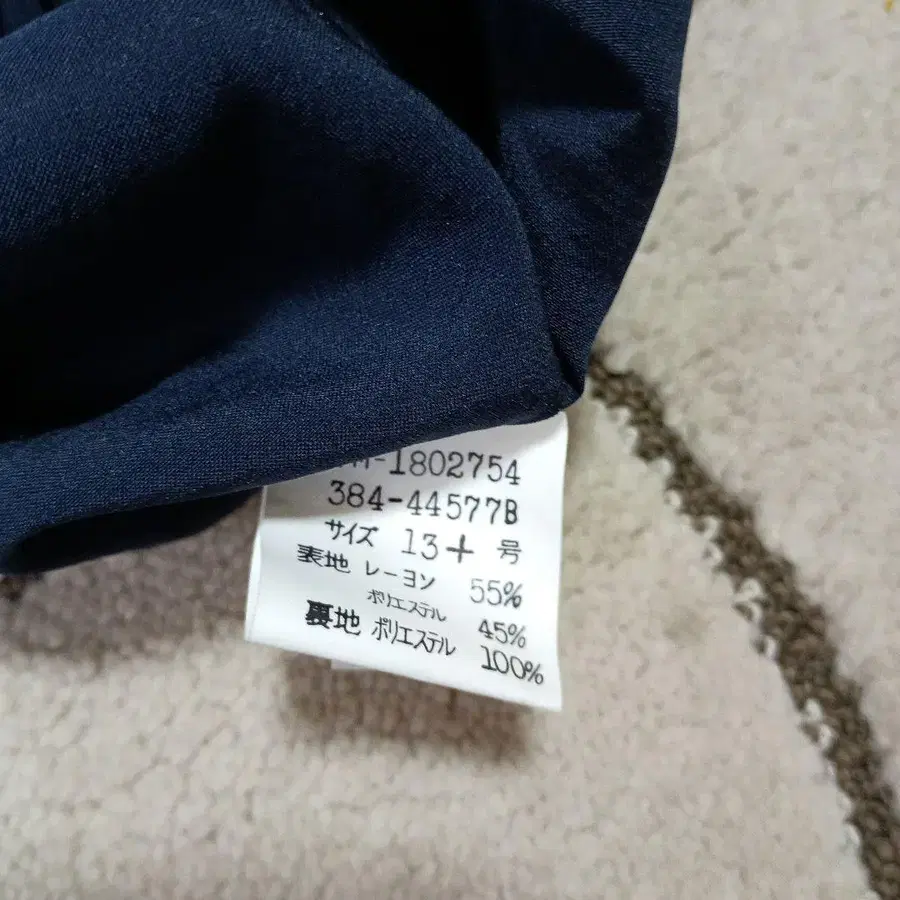 -1802754
384-44577B
サイズ 13+ 号
表地 レーヨン 55%
ポリエステル 45%
裏地 ポリエステル 100%